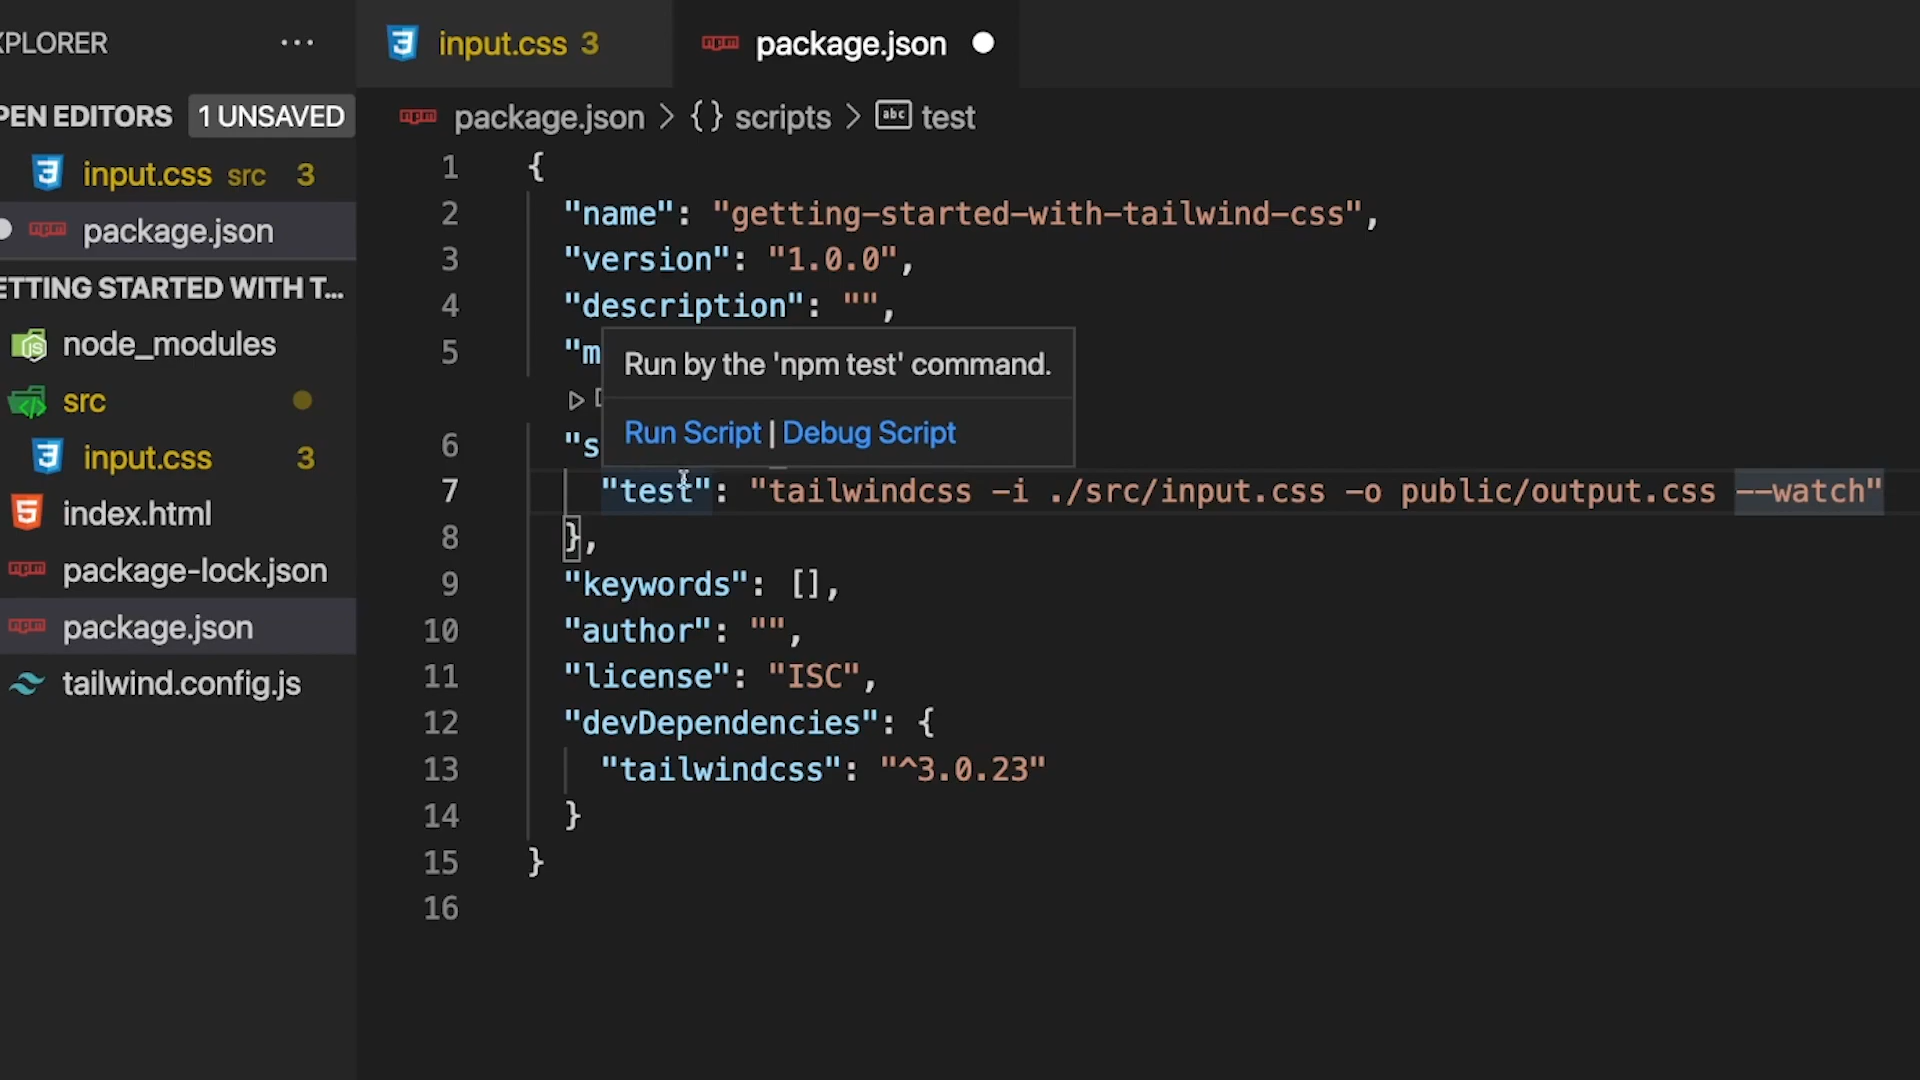 XPLORER ...
input.css 3
package.json
PEN EDITORS 1 UNSAVED
input.css src 3
package.json
ETTING STARTED WITH T...
node_modules
src
input.css 3
index.html
package-lock.json
package.json
tailwind.config.js
package.json > {} scripts > abc test
1 {
2 "name": "getting-started-with-tailwind-css",
3 "version": "1.0.0",
4 "description": "",
5 "m
Run by the 'npm test' command.
Run Script | Debug Script
6 "s
7 "test": "tailwindcss -i ./src/input.css -o public/output.css --watch"
8 },
9 "keywords": [],
10 "author": "",
11 "license": "ISC",
12 "devDependencies": {
13 "tailwindcss": "^3.0.23"
14 }
15 }
16